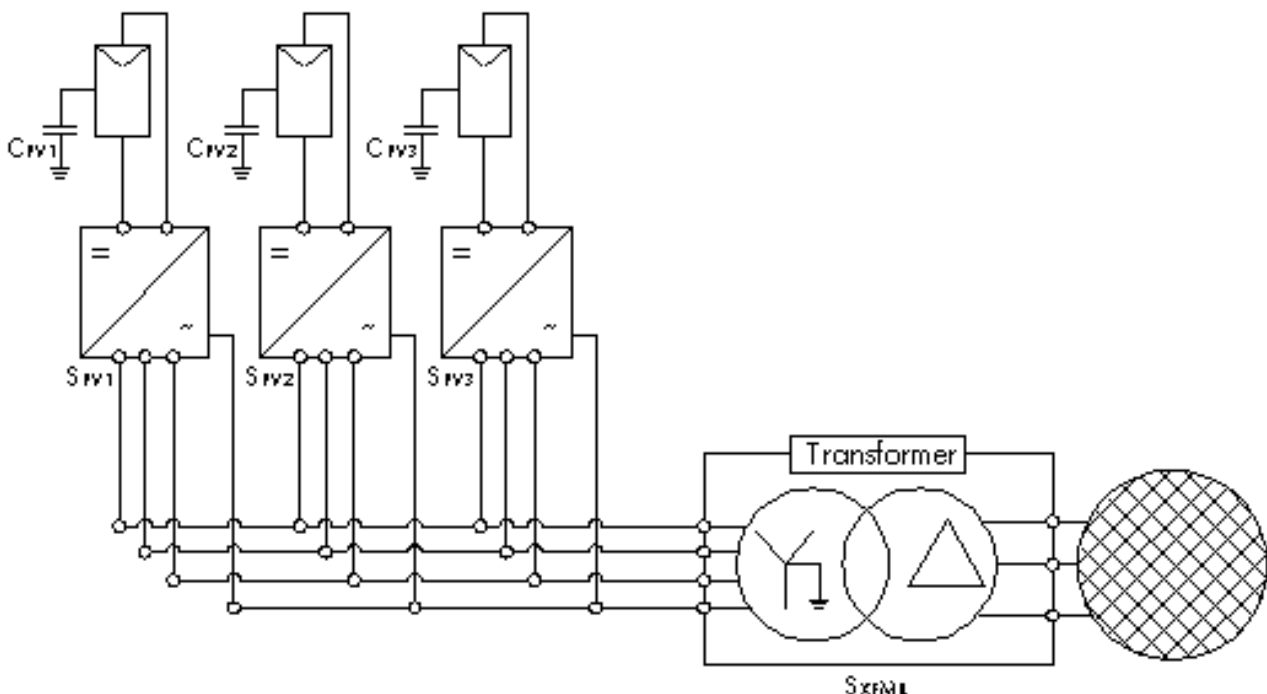 CPV1
CPV2
CPV3
=
=
=
~
~
~
SPV1
SPV2
SPV3
Transformer